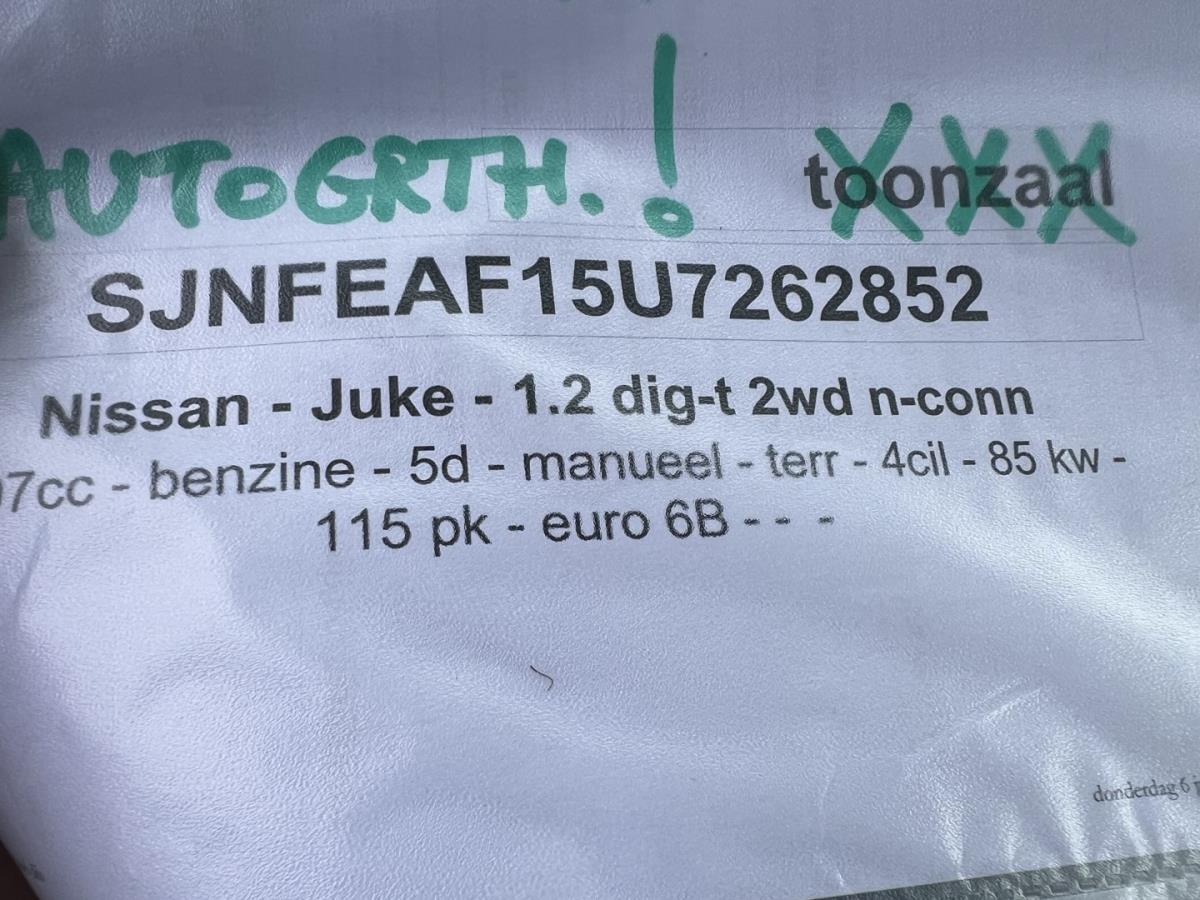 AUTOGRTH.! XXX
toonzaal
SJNFEAF15U7262852
Nissan - Juke - 1.2 dig-t 2wd n-conn
7cc - benzine - 5d - manueel - terr - 4cil - 85 kw -
115 pk - euro 6B - - -
donderdag 6